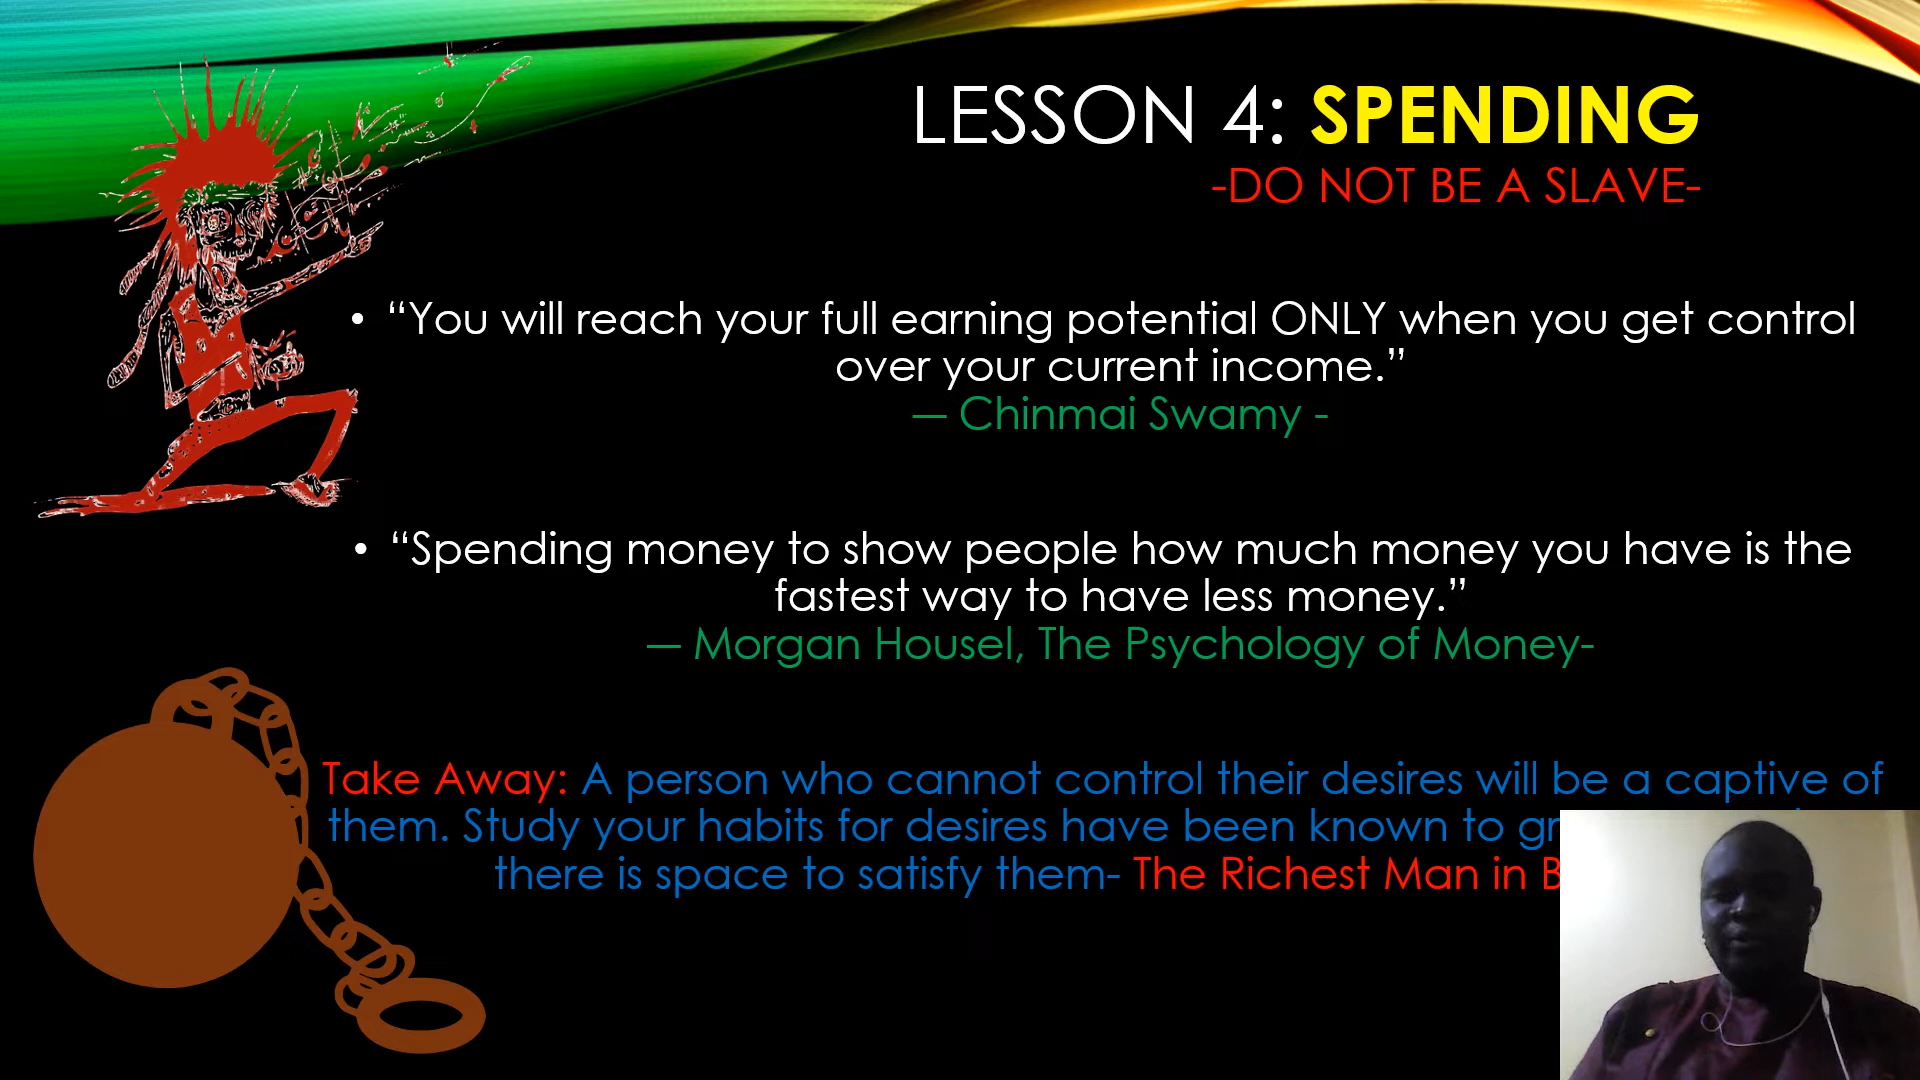 LESSON 4: SPENDING
-DO NOT BE A SLAVE-
• “You will reach your full earning potential ONLY when you get control
over your current income.”
— Chinmai Swamy -
• “Spending money to show people how much money you have is the
fastest way to have less money.”
— Morgan Housel, The Psychology of Money-
Take Away: A person who cannot control their desires will be a captive of
them. Study your habits for desires have been known to
there is space to satisfy them- The Richest Man in